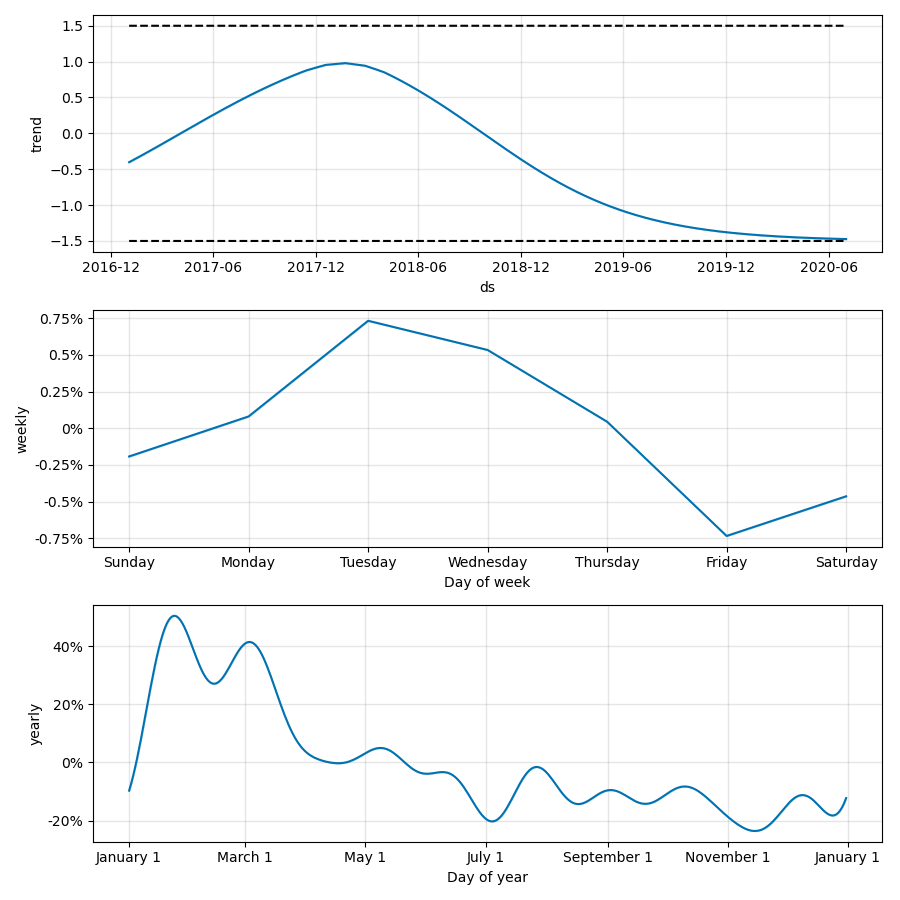 1.5
1.0
0.5
0.0
−0.5
−1.0
−1.5
trend
2016-12 2017-06 2017-12 2018-06 2018-12 2019-06 2019-12 2020-06
ds
0.75%
0.5%
0.25%
0%
-0.25%
-0.5%
-0.75%
weekly
Sunday Monday Tuesday Wednesday Thursday Friday Saturday
Day of week
40%
20%
0%
-20%
yearly
January 1 March 1 May 1 July 1 September 1 November 1 January 1
Day of year